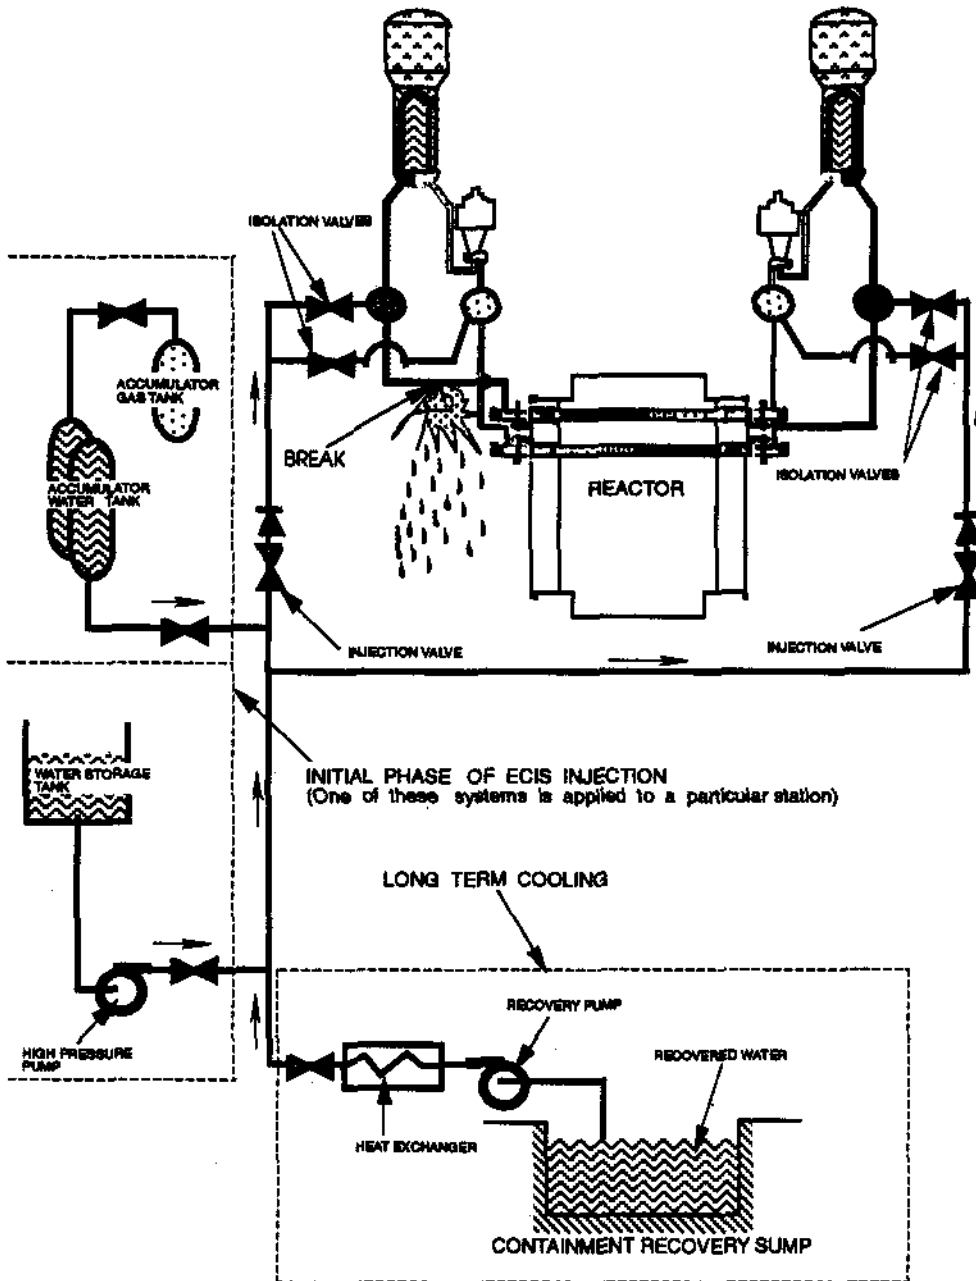 ISOLATION VALVES
ACCUMULATOR
GAS TANK
BREAK
ACCUMULATOR
WATER TANK
REACTOR
ISOLATION VALVES
INJECTION VALVE
INJECTION
VALVE
WATER STORAGE
TANK
INITIAL PHASE OF ECIS INJECTION
(One of these systems is applied to a particular station)
LONG TERM COOLING
HIGH PRESSURE
PUMP
RECOVERY PUMP
RECOVERED WATER
HEAT EXCHANGER
CONTAINMENT RECOVERY SUMP